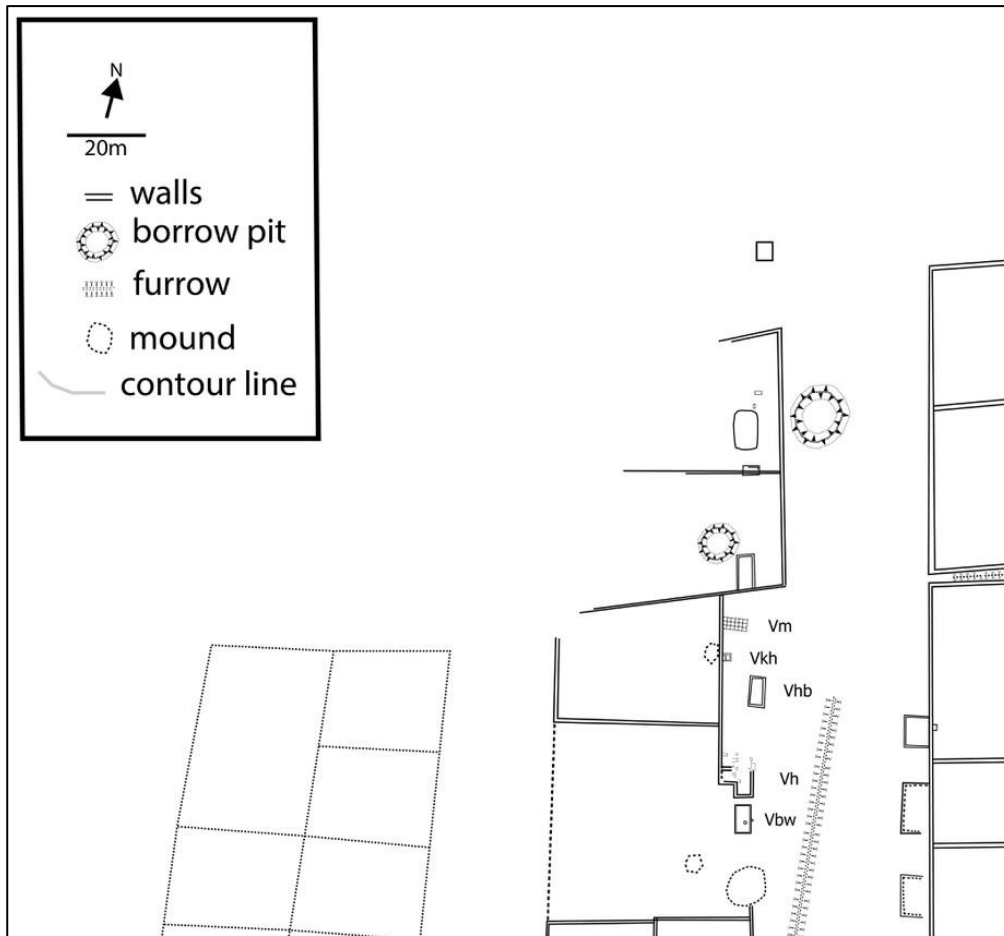 N
20m
walls
borrow pit
furrow
mound
contour line
Vm
Vkh
Vhb
Vh
Vbw